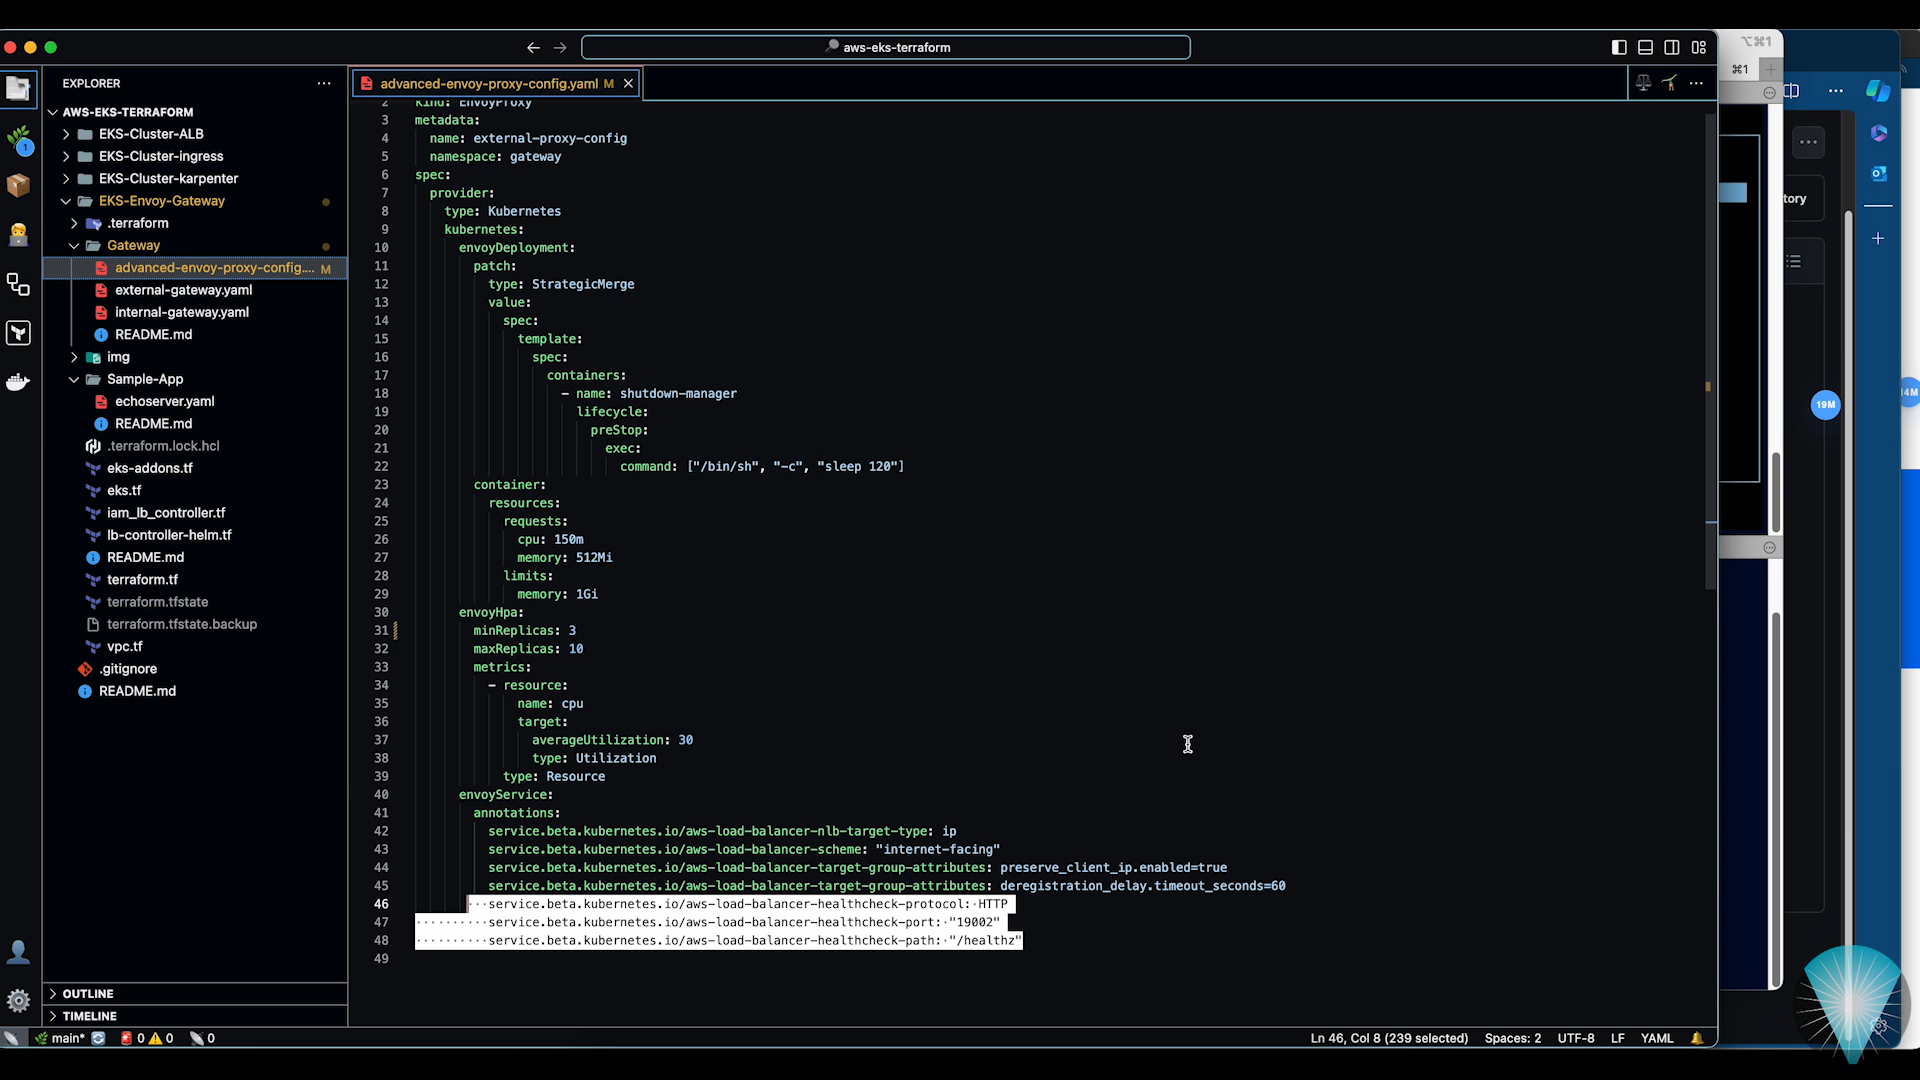 aws-eks-terraform
⌥⌘1
EXPLORER
advanced-envoy-proxy-config.yaml M
⌘1
AWS-EKS-TERRAFORM
EKS-Cluster-ALB
EKS-Cluster-ingress
EKS-Cluster-karpenter
EKS-Envoy-Gateway
.terraform
Gateway
advanced-envoy-proxy-config.... M
external-gateway.yaml
internal-gateway.yaml
README.md
img
Sample-App
echoserver.yaml
README.md
.terraform.lock.hcl
eks-addons.tf
eks.tf
iam_lb_controller.tf
lb-controller-helm.tf
README.md
terraform.tf
terraform.tfstate
terraform.tfstate.backup
vpc.tf
.gitignore
README.md
OUTLINE
TIMELINE
1
2 kind: EnvoyProxy
3 metadata:
4 name: external-proxy-config
5 namespace: gateway
6 spec:
7 provider:
8 type: Kubernetes
9 kubernetes:
10 envoyDeployment:
11 patch:
12 type: StrategicMerge
13 value:
14 spec:
15 template:
16 spec:
17 containers:
18 - name: shutdown-manager
19 lifecycle:
20 preStop:
21 exec:
22 command: ["/bin/sh", "-c", "sleep 120"]
23 container:
24 resources:
25 requests:
26 cpu: 150m
27 memory: 512Mi
28 limits:
29 memory: 1Gi
30 envoyHpa:
31 minReplicas: 3
32 maxReplicas: 10
33 metrics:
34 - resource:
35 name: cpu
36 target:
37 averageUtilization: 30
38 type: Utilization
39 type: Resource
40 envoyService:
41 annotations:
42 service.beta.kubernetes.io/aws-load-balancer-nlb-target-type: ip
43 service.beta.kubernetes.io/aws-load-balancer-scheme: "internet-facing"
44 service.beta.kubernetes.io/aws-load-balancer-target-group-attributes: preserve_client_ip.enabled=true
45 service.beta.kubernetes.io/aws-load-balancer-target-group-attributes: deregistration_delay.timeout_seconds=60
46 service.beta.kubernetes.io/aws-load-balancer-healthcheck-protocol: HTTP
47 service.beta.kubernetes.io/aws-load-balancer-healthcheck-port: "19002"
48 service.beta.kubernetes.io/aws-load-balancer-healthcheck-path: "/healthz"
49
tory
19M
14M
main* 0 0 0
Ln 46, Col 8 (239 selected) Spaces: 2 UTF-8 LF YAML